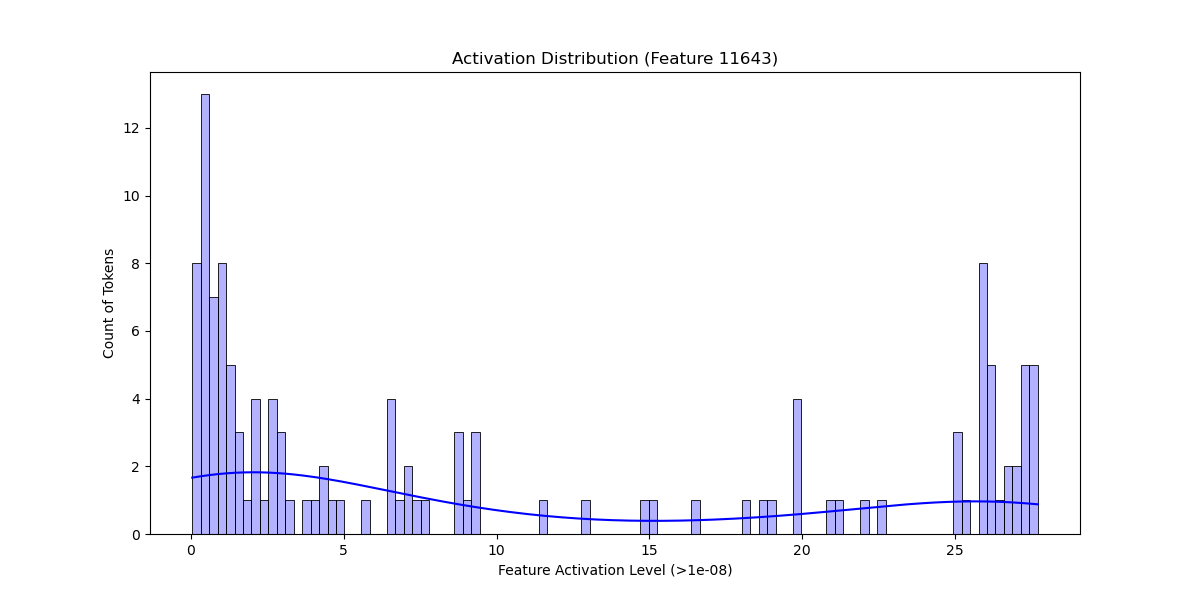 Activation Distribution (Feature 11643)
Count of Tokens
12
10
8
6
4
2
0
0 5 10 15 20 25
Feature Activation Level (>1e-08)